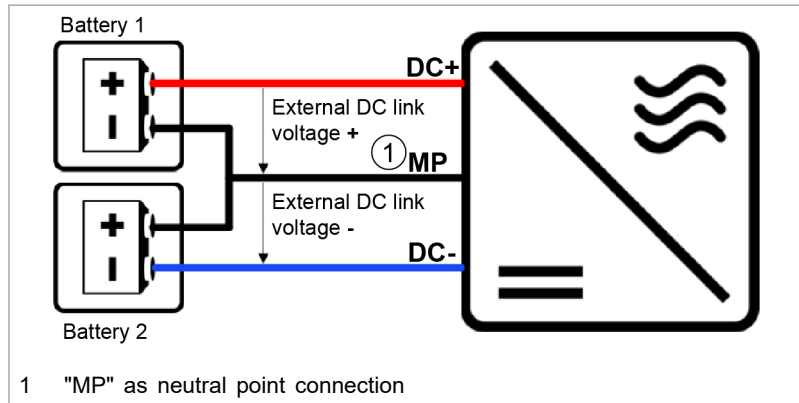 Battery 1
DC+
External DC link
voltage +
1 MP
External DC link
voltage -
DC-
Battery 2
1 "MP" as neutral point connection